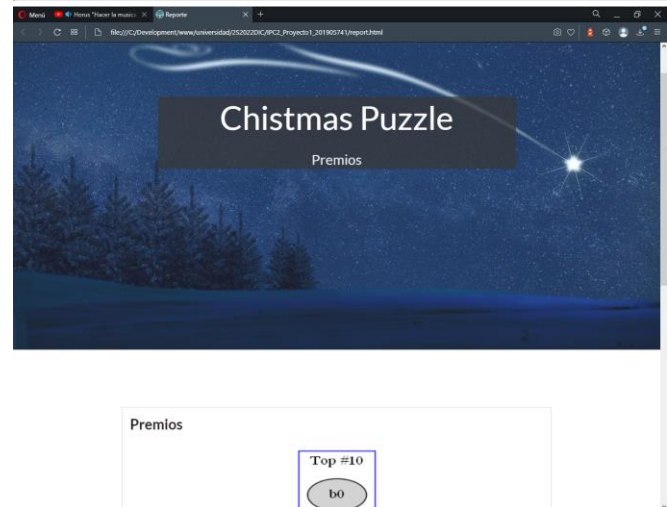 Menú
Horus "Hacer la musica
Reporte
file:///C:/Development/www/universidad/2S2022DIC/IPC2_Proyecto1_201905741/report.html
Chistmas Puzzle
Premios
Premios
Top #10
b0